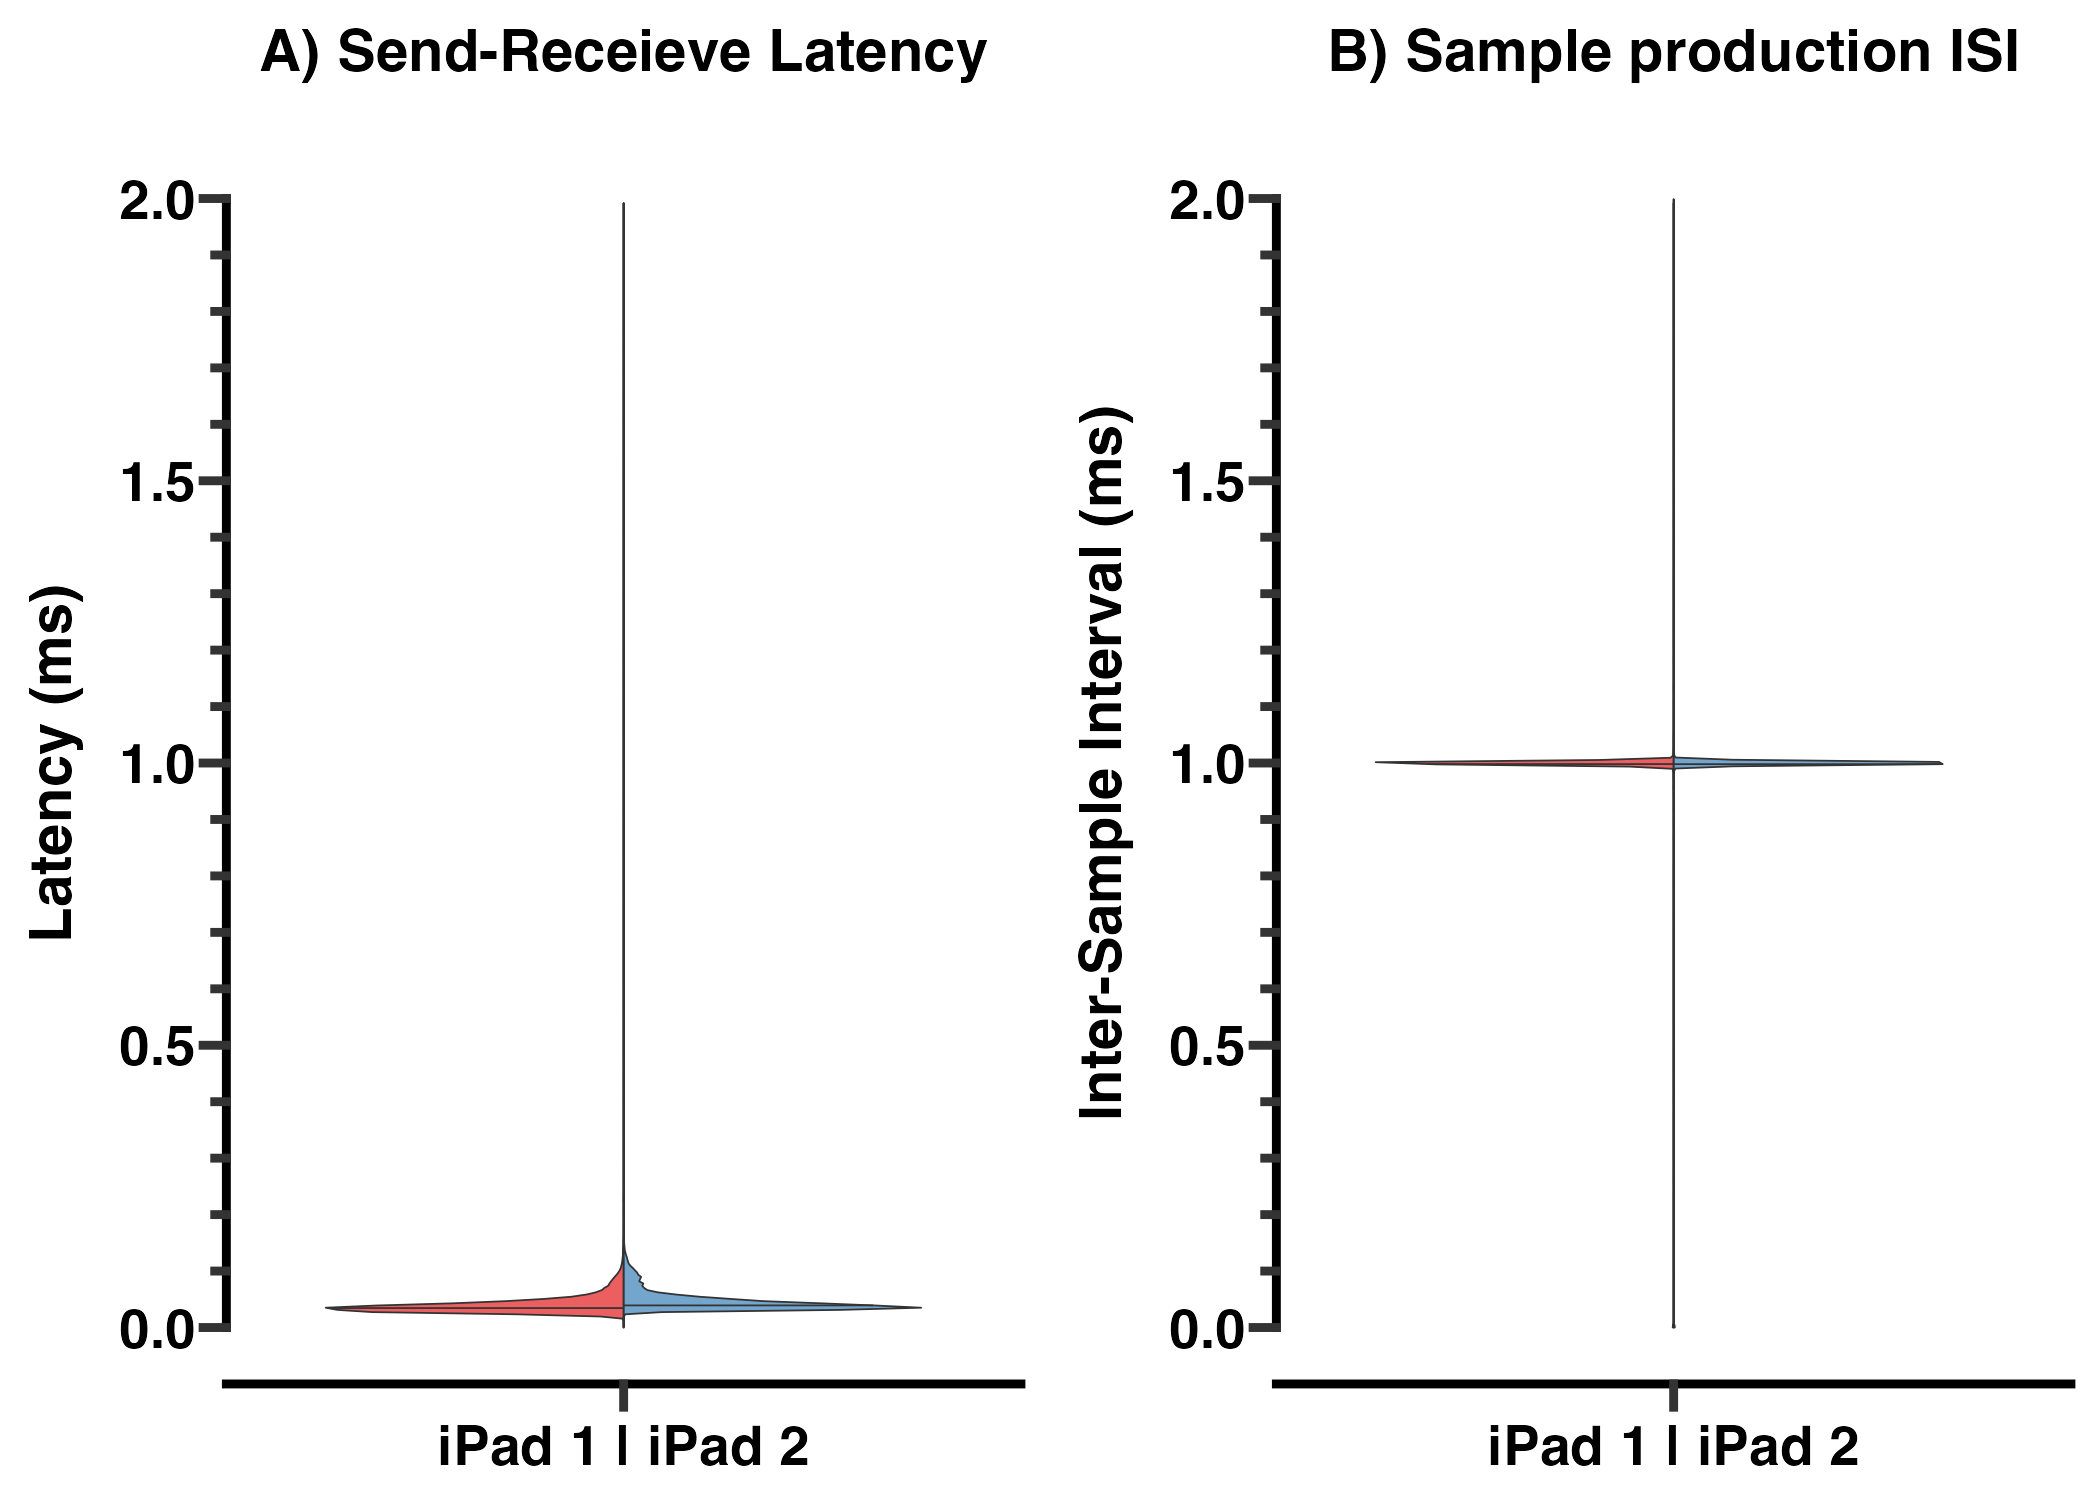 A) Send-Receieve Latency
Latency (ms)
2.0
1.5
1.0
0.5
0.0
iPad 1 | iPad 2
B) Sample production ISI
Inter-Sample Interval (ms)
2.0
1.5
1.0
0.5
0.0
iPad 1 | iPad 2